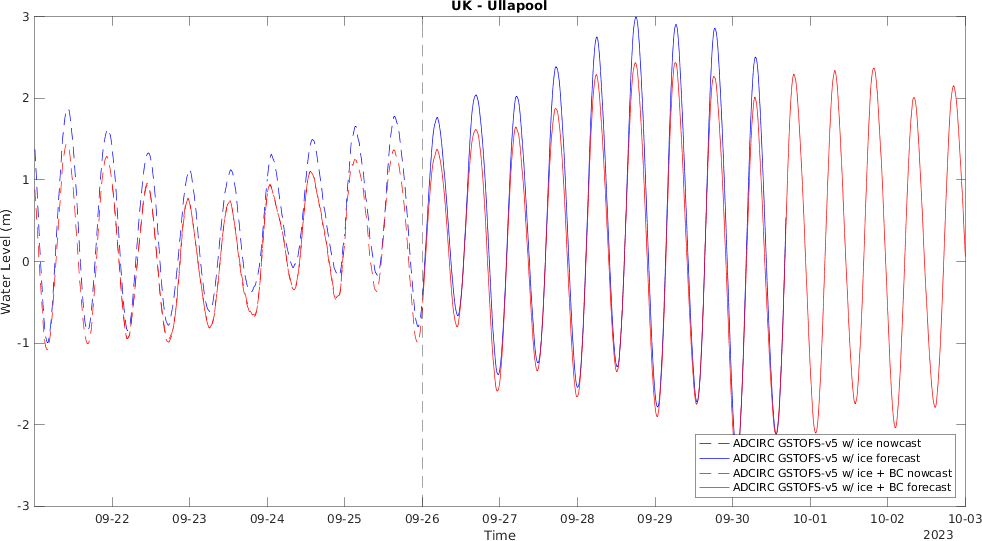 UK - Ullapool
3
2
1
0
-1
-2
-3
Water Level (m)
ADCIRC GSTOFS-v5 w/ ice nowcast
ADCIRC GSTOFS-v5 w/ ice forecast
ADCIRC GSTOFS-v5 w/ ice + BC nowcast
ADCIRC GSTOFS-v5 w/ ice + BC forecast
09-22 09-23 09-24 09-25 09-26 09-27 09-28 09-29 09-30 10-01 10-02 10-03
Time
2023